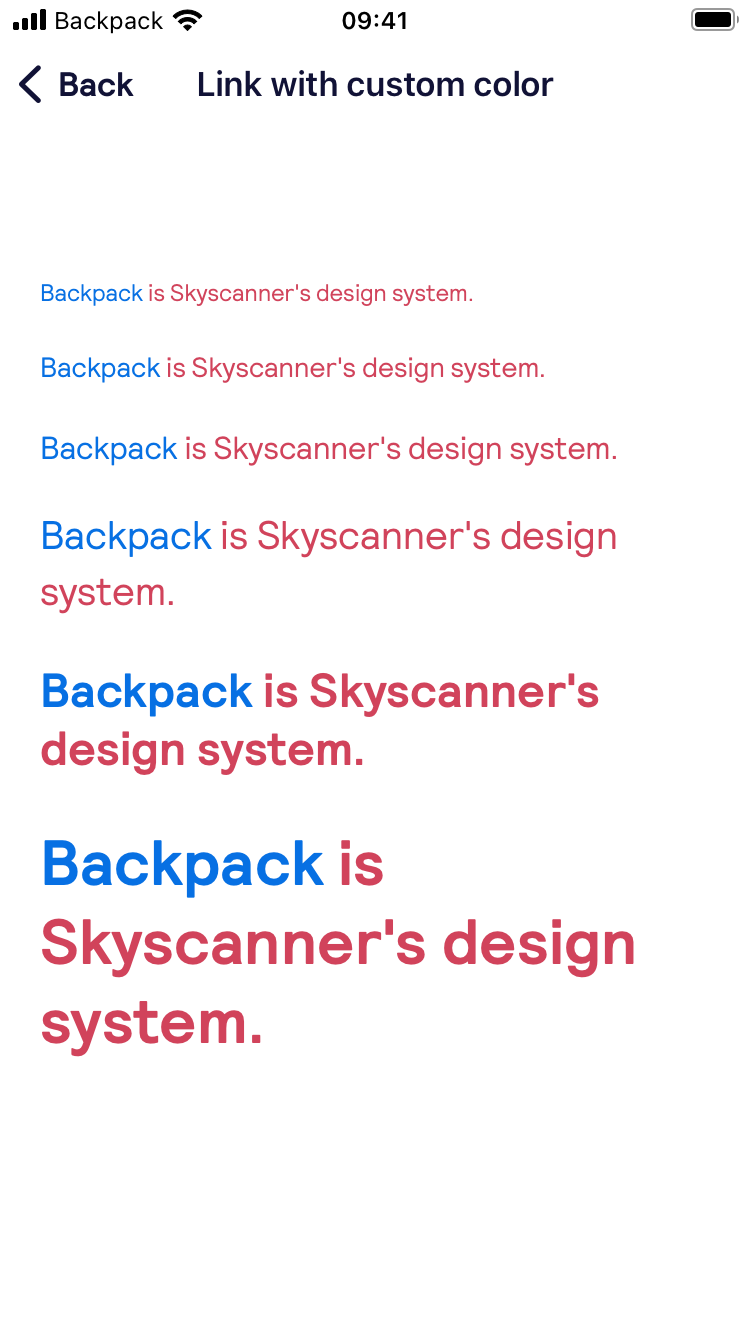 Backpack 09:41
Back Link with custom color
Backpack is Skyscanner's design system.
Backpack is Skyscanner's design system.
Backpack is Skyscanner's design system.
Backpack is Skyscanner's design
system.
Backpack is Skyscanner's
design system.
Backpack is
Skyscanner's design
system.